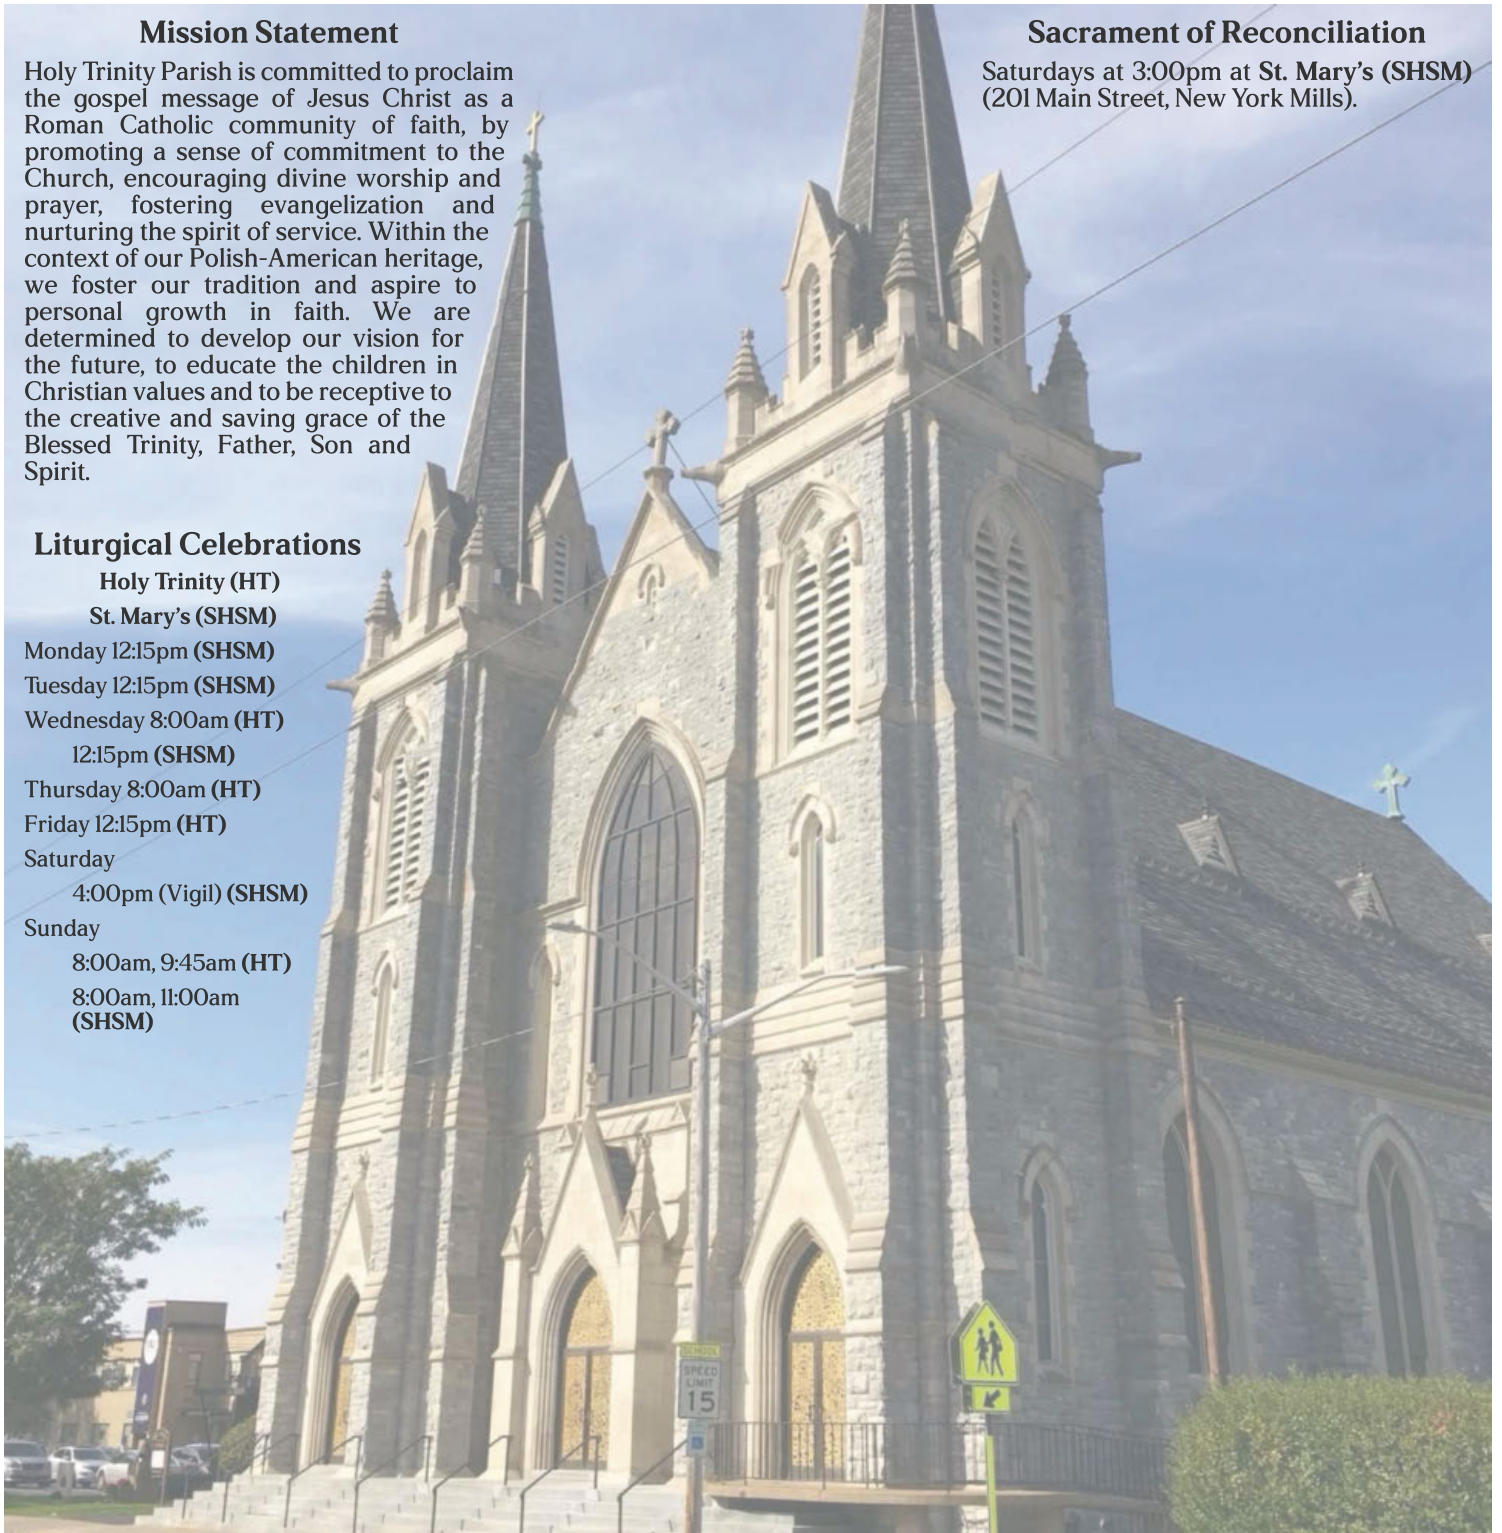 Mission Statement
Holy Trinity Parish is committed to proclaim
the gospel message of Jesus Christ as a
Roman Catholic community of faith, by
promoting a sense of commitment to the
Church, encouraging divine worship and
prayer, fostering evangelization and
nurturing the spirit of service. Within the
context of our Polish-American heritage,
we foster our tradition and aspire to
personal growth in faith. We are
determined to develop our vision for
the future, to educate the children in
Christian values and to be receptive to
the creative and saving grace of the
Blessed Trinity, Father, Son and
Spirit.
Liturgical Celebrations
Holy Trinity (HT)
St. Mary's (SHSM)
Monday 12:15pm (SHSM)
Tuesday 12:15pm (SHSM)
Wednesday 8:00am (HT)
12:15pm (SHSM)
Thursday 8:00am (HT)
Friday 12:15pm (HT)
Saturday
4:00pm (Vigil) (SHSM)
Sunday
8:00am, 9:45am (HT)
8:00am, 11:00am
(SHSM)
Sacrament of Reconciliation
Saturdays at 3:00pm at St. Mary's (SHSM)
(201 Main Street, New York Mills).
SCHOOL
SPEED
LIMIT
15